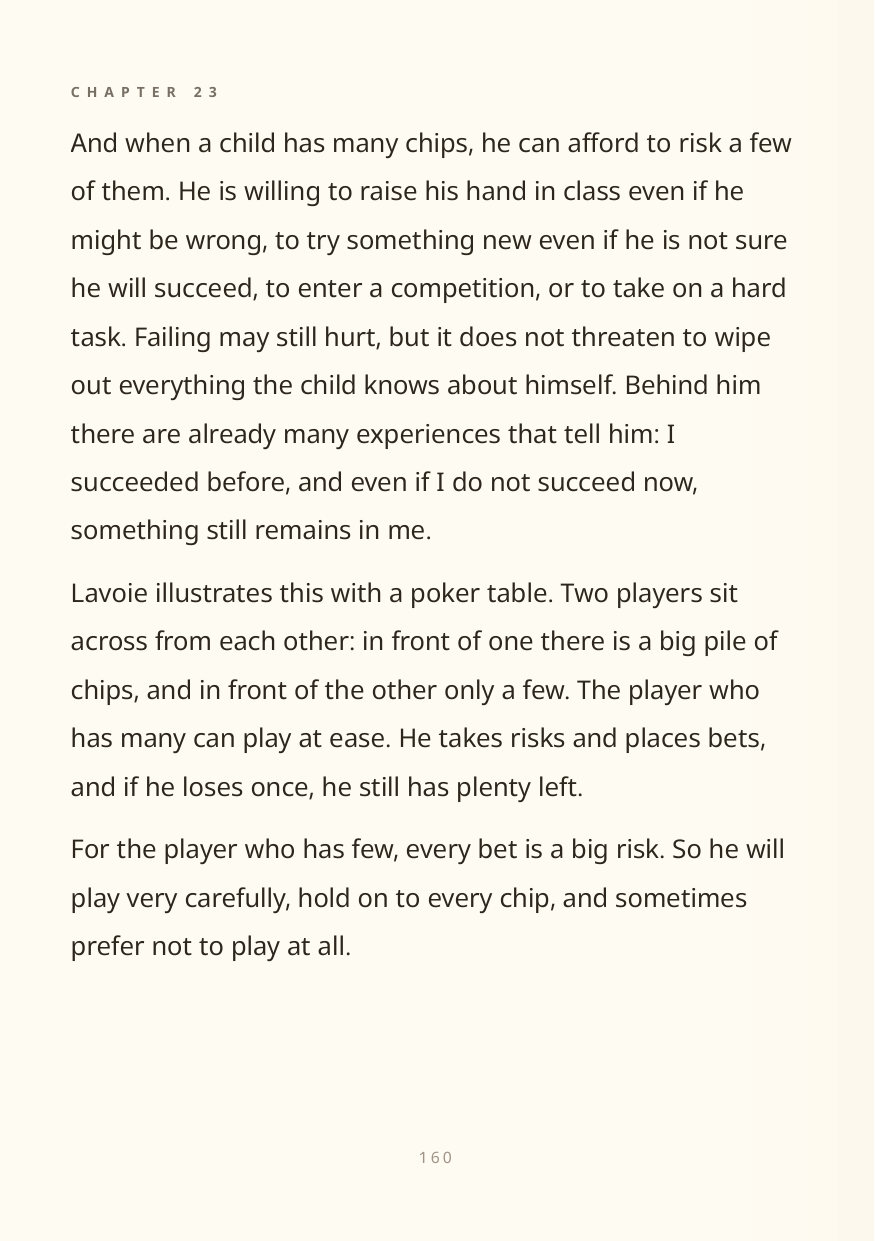 CHAPTER 23
And when a child has many chips, he can afford to risk a few
of them. He is willing to raise his hand in class even if he
might be wrong, to try something new even if he is not sure
he will succeed, to enter a competition, or to take on a hard
task. Failing may still hurt, but it does not threaten to wipe
out everything the child knows about himself. Behind him
there are already many experiences that tell him: I
succeeded before, and even if I do not succeed now,
something still remains in me.
Lavoie illustrates this with a poker table. Two players sit
across from each other: in front of one there is a big pile of
chips, and in front of the other only a few. The player who
has many can play at ease. He takes risks and places bets,
and if he loses once, he still has plenty left.
For the player who has few, every bet is a big risk. So he will
play very carefully, hold on to every chip, and sometimes
prefer not to play at all.
160